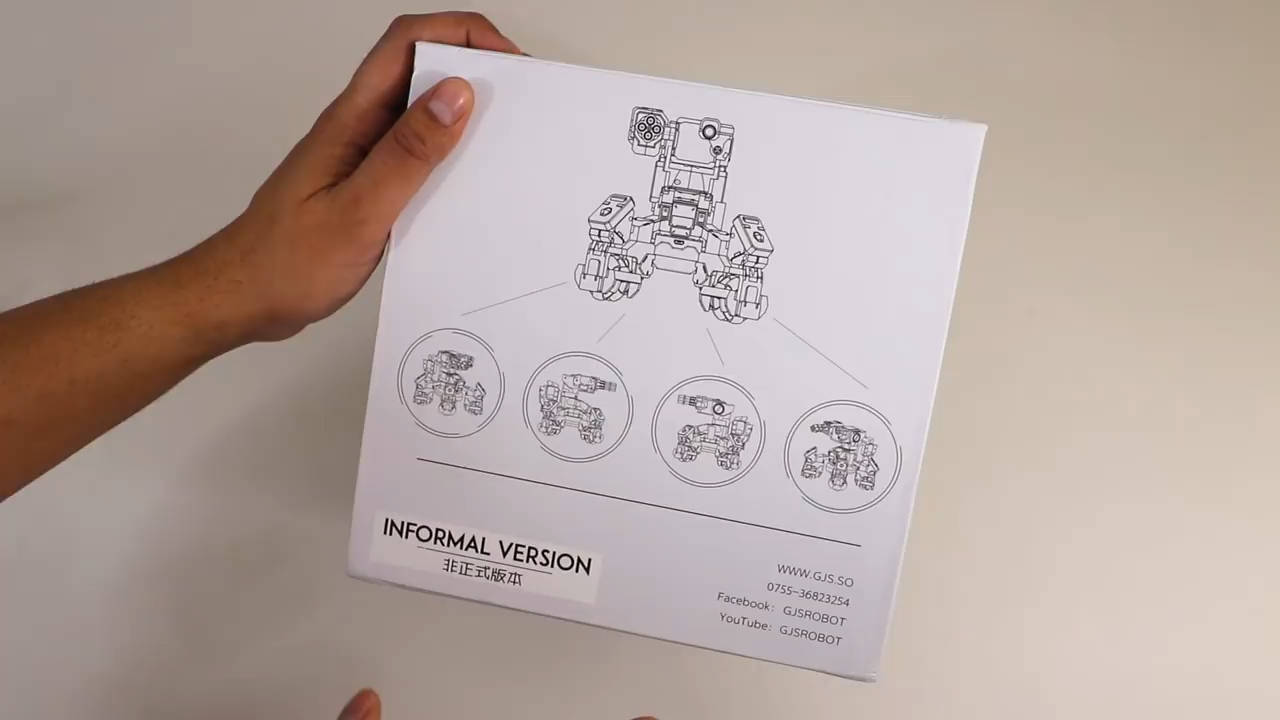 INFORMAL VERSION
非正式版本
WWW.GJS.SO
0755-36823254
Facebook: GJSROBOT
YouTube: GJSROBOT